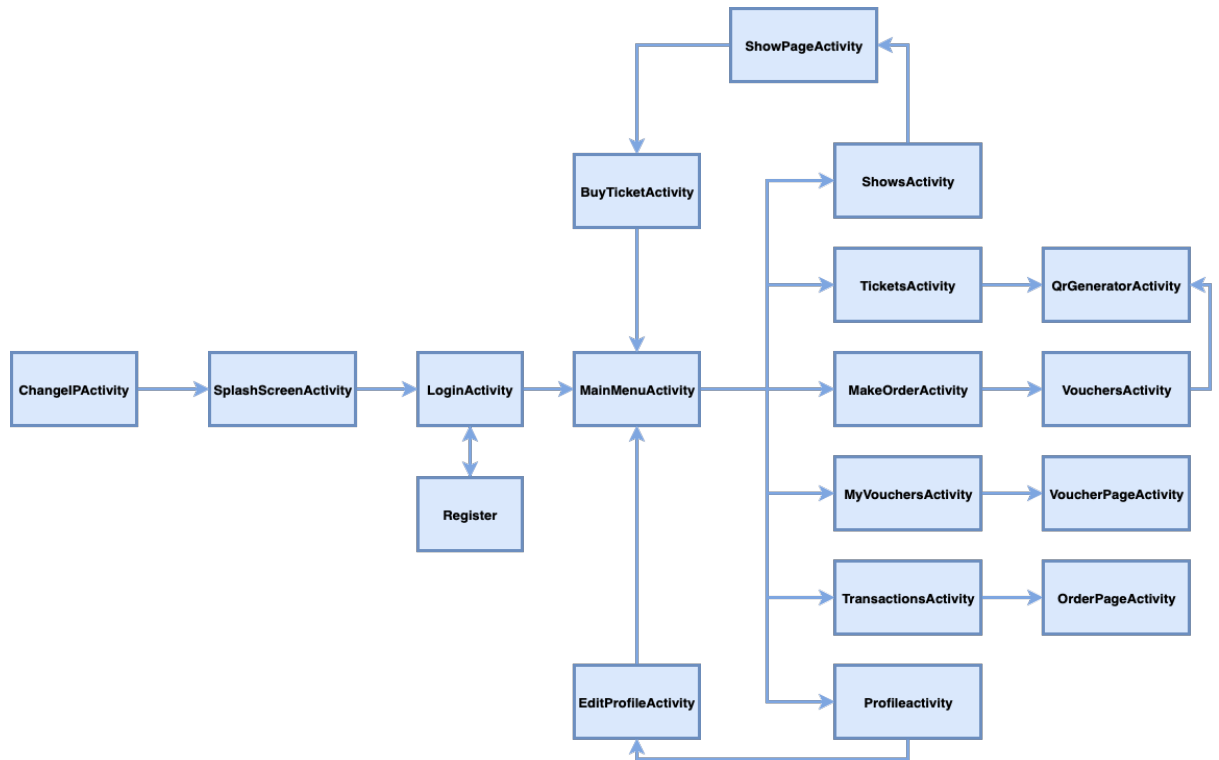 ShowPageActivity
BuyTicketActivity
ShowsActivity
TicketsActivity
QrGeneratorActivity
ChangeIPActivity
SplashScreenActivity
LoginActivity
MainMenuActivity
MakeOrderActivity
VouchersActivity
Register
MyVouchersActivity
VoucherPageActivity
TransactionsActivity
OrderPageActivity
EditProfileActivity
Profileactivity